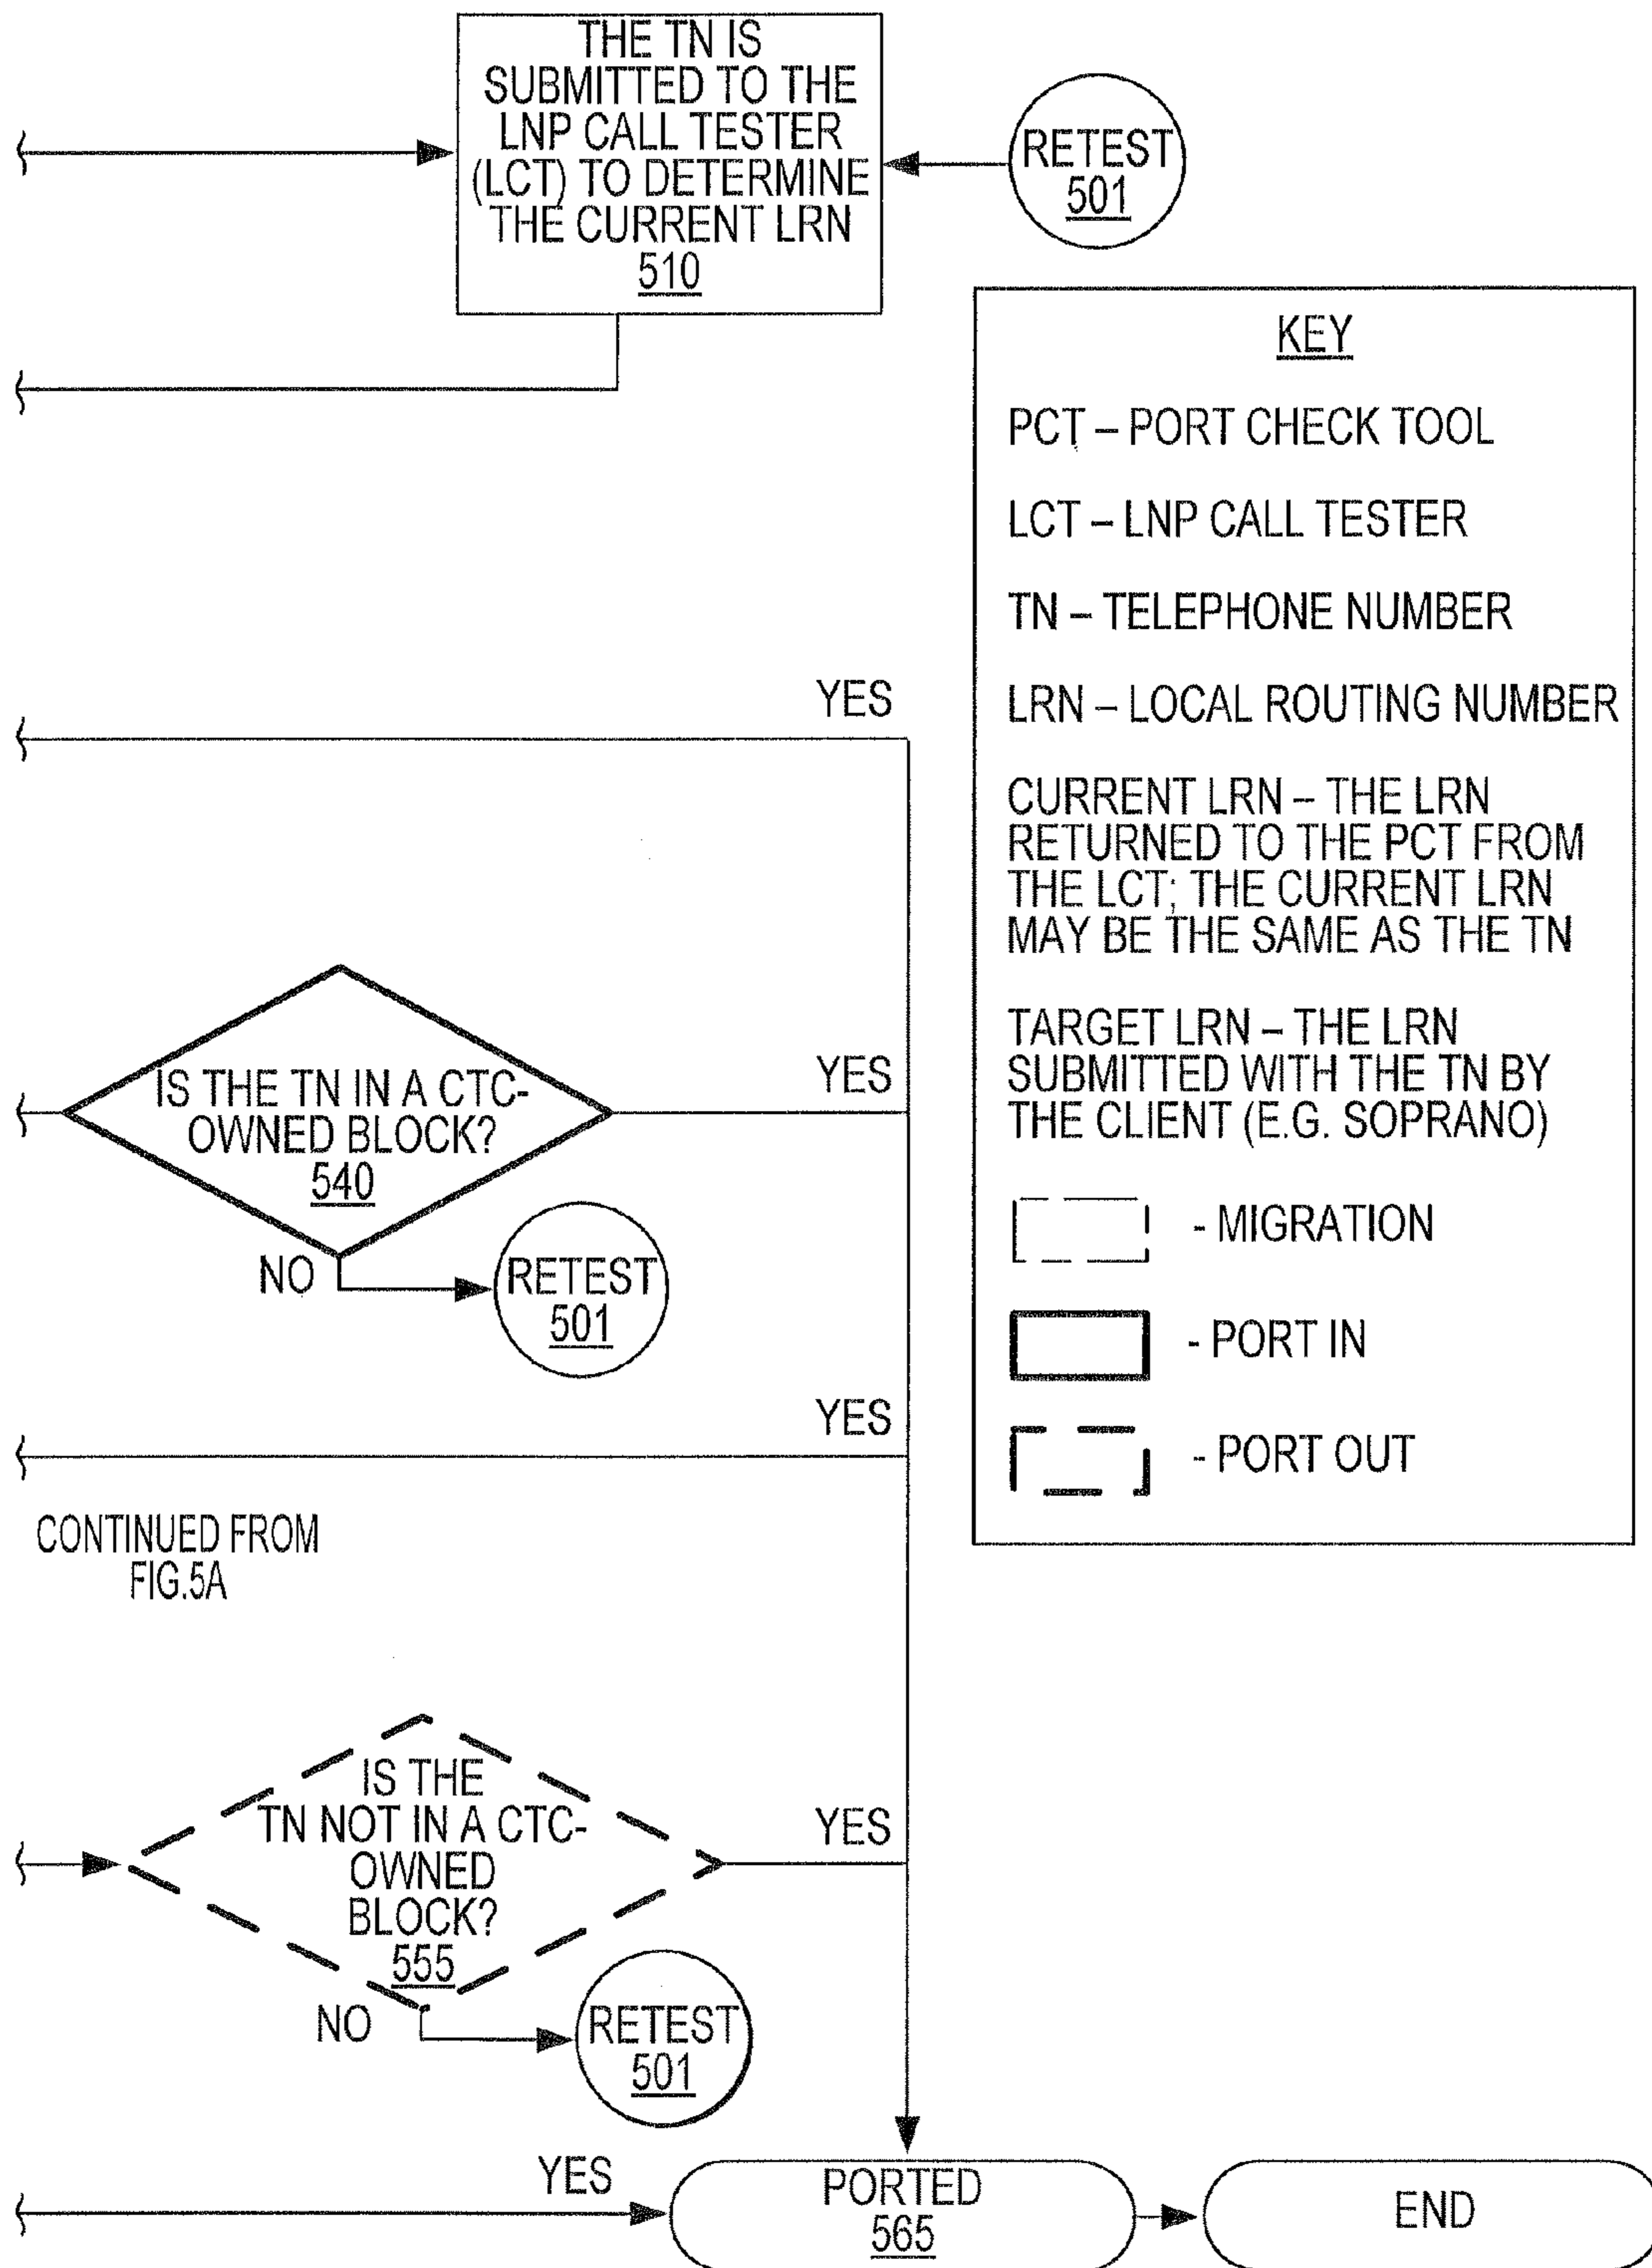 THE TN IS
SUBMITTED TO THE
LNP CALL TESTER
(LCT) TO DETERMINE
THE CURRENT LRN
510
RETEST
501
KEY
PCT – PORT CHECK TOOL
LCT – LNP CALL TESTER
TN – TELEPHONE NUMBER
LRN – LOCAL ROUTING NUMBER
CURRENT LRN – THE LRN
RETURNED TO THE PCT FROM
THE LCT; THE CURRENT LRN
MAY BE THE SAME AS THE TN
TARGET LRN – THE LRN
SUBMITTED WITH THE TN BY
THE CLIENT (E.G. SOPRANO)
- MIGRATION
- PORT IN
- PORT OUT
YES
IS THE TN IN A CTC-
OWNED BLOCK?
540
YES
NO
RETEST
501
YES
CONTINUED FROM
FIG.5A
IS THE
TN NOT IN A CTC-
OWNED
BLOCK?
555
YES
NO
RETEST
501
YES
PORTED
565
END